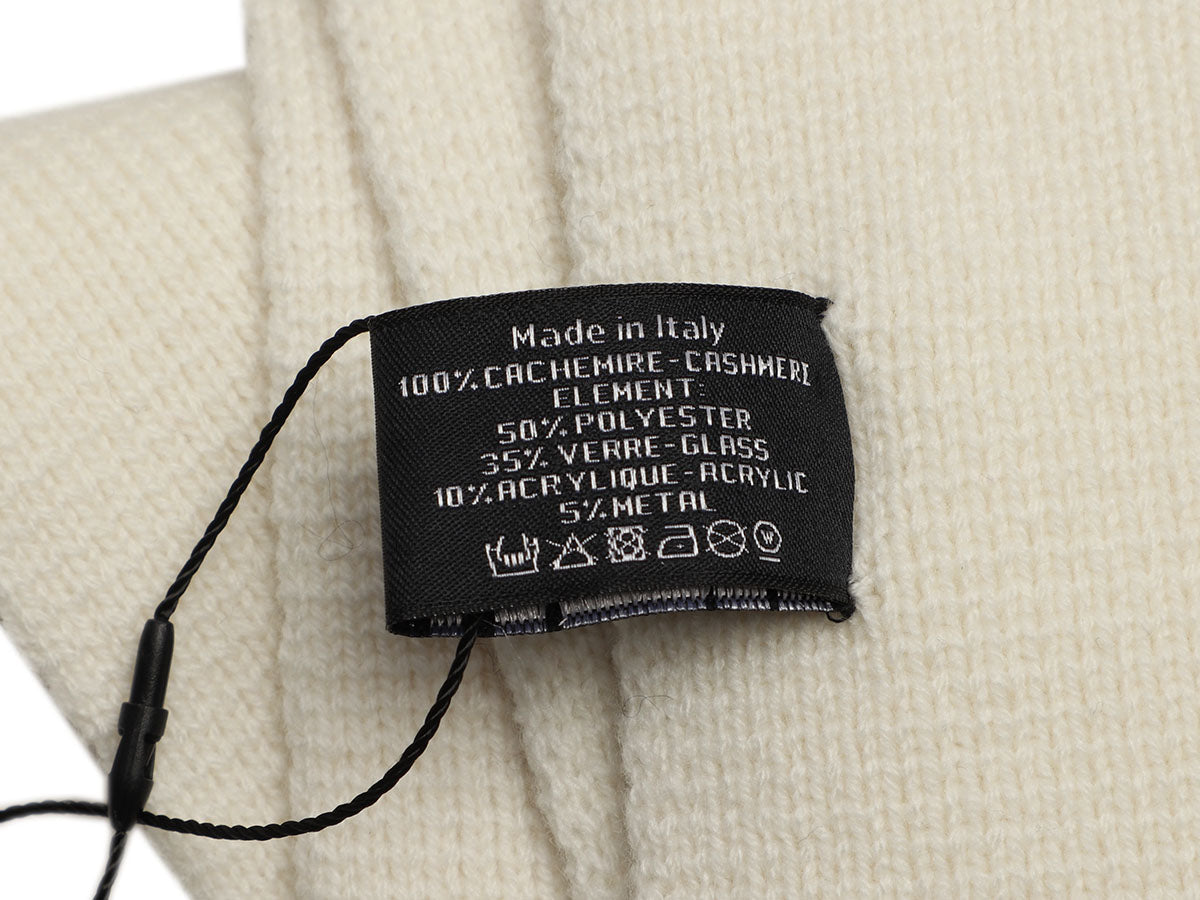 Made in Italy
100% CACHEMIRE-CASHMERE
ELEMENT:
50% POLYESTER
35% VERRE-GLASS
10% ACRYLIQUE-ACRYLIC
5% METAL
W